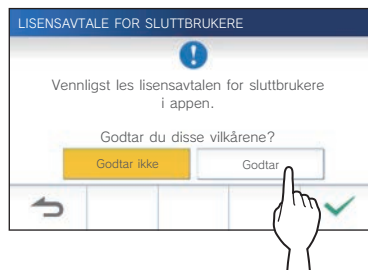 LISENSAVTALE FOR SLUTTBRUKERE
Vennligst les lisensavtalen for sluttbrukere
i appen.
Godtar du disse vilkårene?
Godtar ikke
Godtar